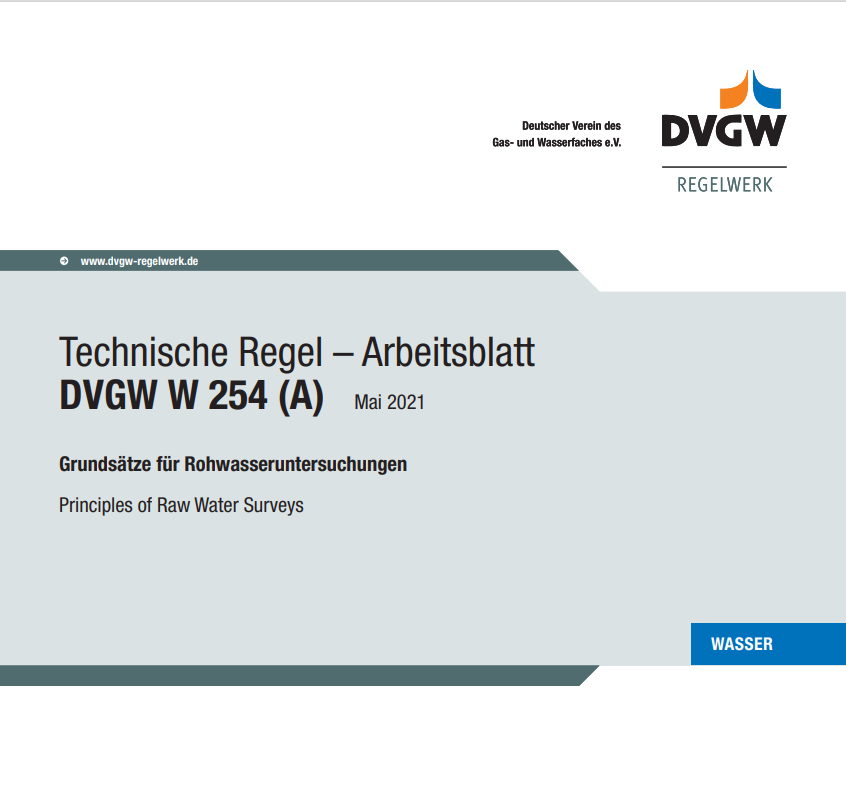 Deutscher Verein des
Gas- und Wasserfaches e.V.
DVGW
REGELWERK
www.dvgw-regelwerk.de
Technische Regel – Arbeitsblatt
DVGW W 254 (A) Mai 2021
Grundsätze für Rohwasseruntersuchungen
Principles of Raw Water Surveys
WASSER